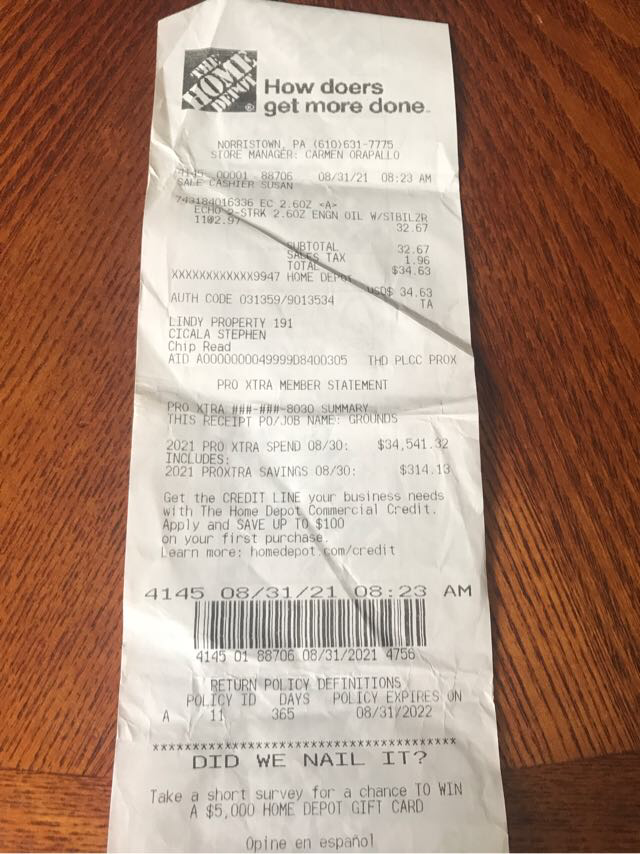 THE
HOME
DEPOT
How doers
get more done
NORRISTOWN, PA (610)631-7775
STORE MANAGER: CARMEN ORAPALLO
4145 00001 88706 08/31/21 08:23 AM
SALE CASHIER SUSAN
743184016336 EC 2.6OZ <A>
ECHO 2-STRK 2.6OZ ENGN OIL W/STBILZR
11@2.97 32.67
SUBTOTAL 32.67
SALES TAX 1.96
TOTAL $34.63
XXXXXXXXXXXX9947 HOME DEPOT
USD$ 34.63
AUTH CODE 031359/9013534 TA
LINDY PROPERTY 191
CICALA STEPHEN
Chip Read
AID A0000000049999D8400305 THD PLCC PROX
PRO XTRA MEMBER STATEMENT
PRO XTRA ###-###-8030 SUMMARY
THIS RECEIPT PO/JOB NAME: GROUNDS
2021 PRO XTRA SPEND 08/30: $34,541.32
INCLUDES:
2021 PROXTRA SAVINGS 08/30: $314.13
Get the CREDIT LINE your business needs
with The Home Depot Commercial Credit.
Apply and SAVE UP TO $100
on your first purchase.
Learn more: homedepot.com/credit
4145 08/31/21 08:23 AM
4145 01 88706 08/31/2021 4756
RETURN POLICY DEFINITIONS
POLICY ID DAYS POLICY EXPIRES ON
A 11 365 08/31/2022
**********************************************
DID WE NAIL IT?
Take a short survey for a chance TO WIN
A $5,000 HOME DEPOT GIFT CARD
Opine en español